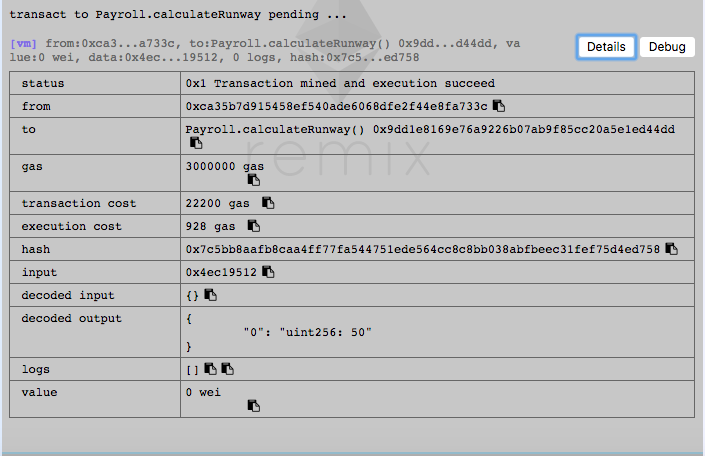 transact to Payroll.calculateRunway pending ...
[vm] from:0xca3...a733c, to:Payroll.calculateRunway() 0x9dd...d44dd, va
lue:0 wei, data:0x4ec...19512, 0 logs, hash:0x7c5...ed758
Details
Debug
status 0x1 Transaction mined and execution succeed
from 0xca35b7d915458ef540ade6068dfe2f44e8fa733c
to Payroll.calculateRunway() 0x9dd1e8169e76a9226b07ab9f85cc20a5e1ed44dd
gas 3000000 gas
transaction cost 22200 gas
execution cost 928 gas
hash 0x7c5bb8aafb8caa4ff77fa544751ede564cc8c8bb038abfbeec31fef75d4ed758
input 0x4ec19512
decoded input {}
decoded output {
"0": "uint256: 50"
}
logs []
value 0 wei
remix